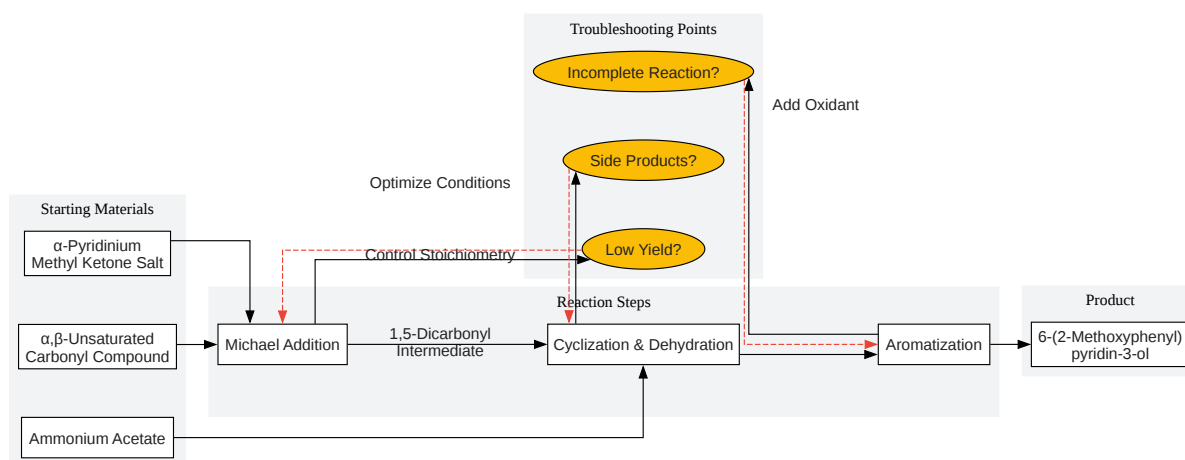 Troubleshooting Points
Incomplete Reaction?
Add Oxidant
Side Products?
Optimize Conditions
Starting Materials
α-Pyridinium
Methyl Ketone Salt
Control Stoichiometry
Low Yield?
Reaction Steps
Product
α,β-Unsaturated
Carbonyl Compound
Michael Addition
1,5-Dicarbonyl
Intermediate
Cyclization & Dehydration
Aromatization
6-(2-Methoxyphenyl)
pyridin-3-ol
Ammonium Acetate